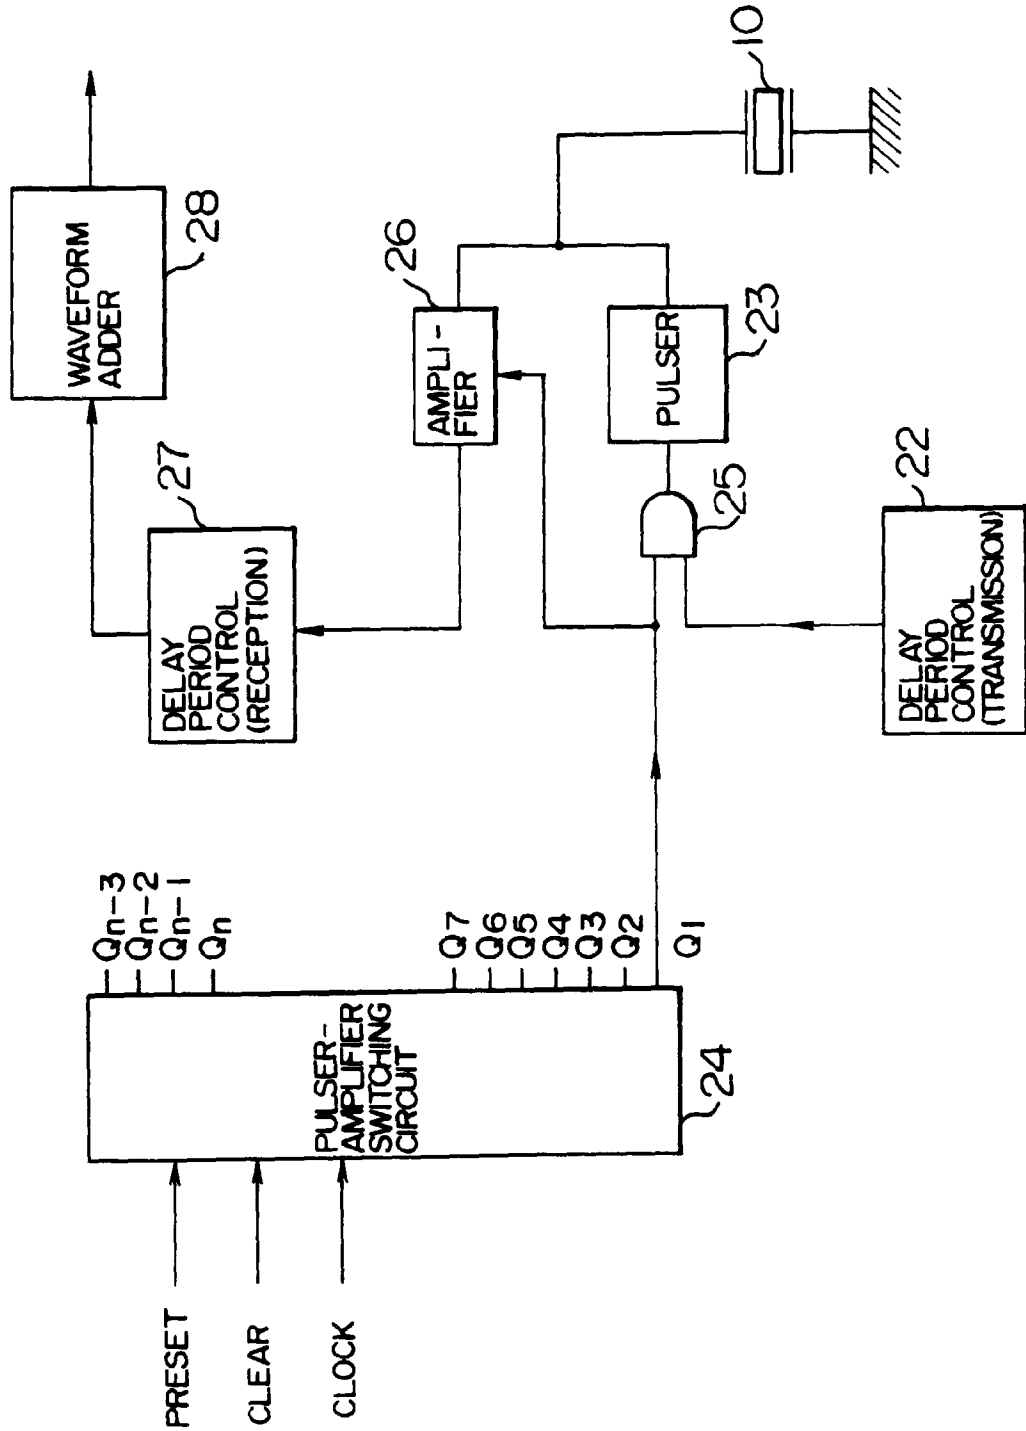 PRESET
CLEAR
CLOCK
PULSER-
AMPLIFIER
SWITCHING
CIRCUIT
24
Qn-3
Qn-2
Qn-1
Qn
Q7
Q6
Q5
Q4
Q3
Q2
Q1
DELAY
PERIOD
CONTROL
(RECEPTION)
27
WAVEFORM
ADDER
28
AMPLI-
FIER
26
PULSER
23
25
DELAY
PERIOD
CONTROL
(TRANSMISSION)
22
10